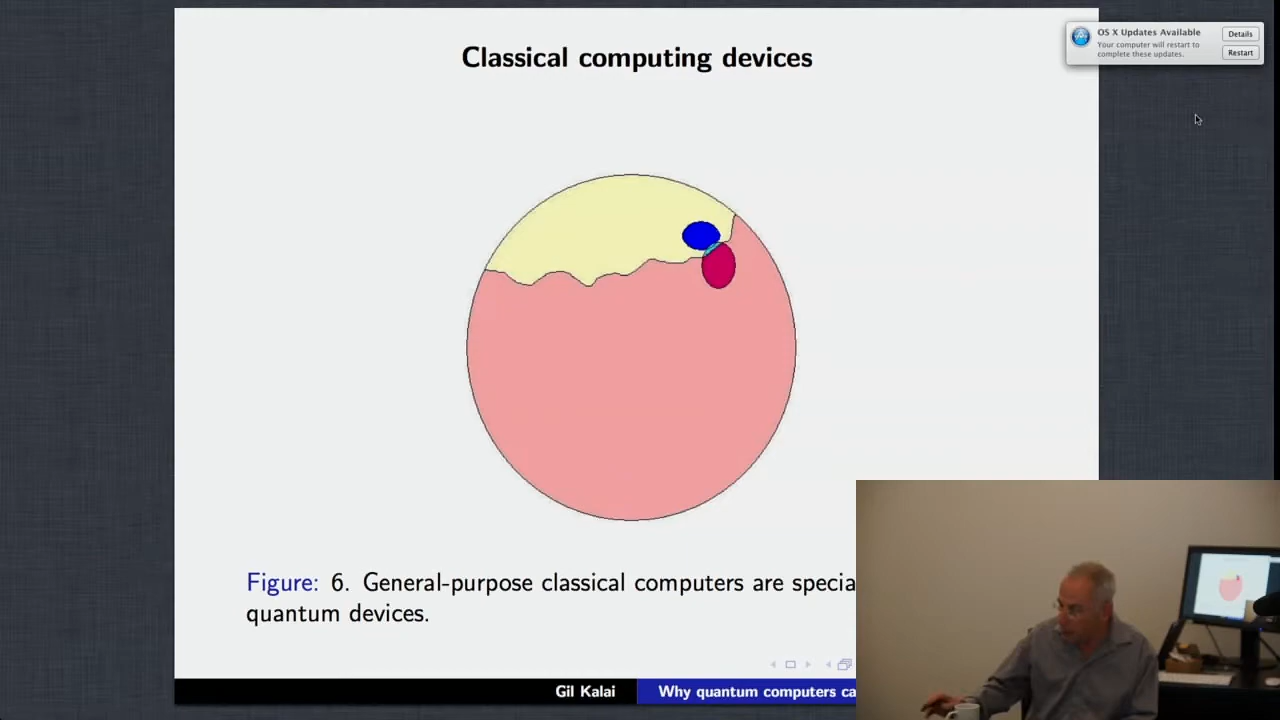 Classical computing devices
OS X Updates Available
Your computer will restart to
complete these updates.
Details
Restart
Figure: 6. General-purpose classical computers are specia
quantum devices.
Gil Kalai
Why quantum computers ca